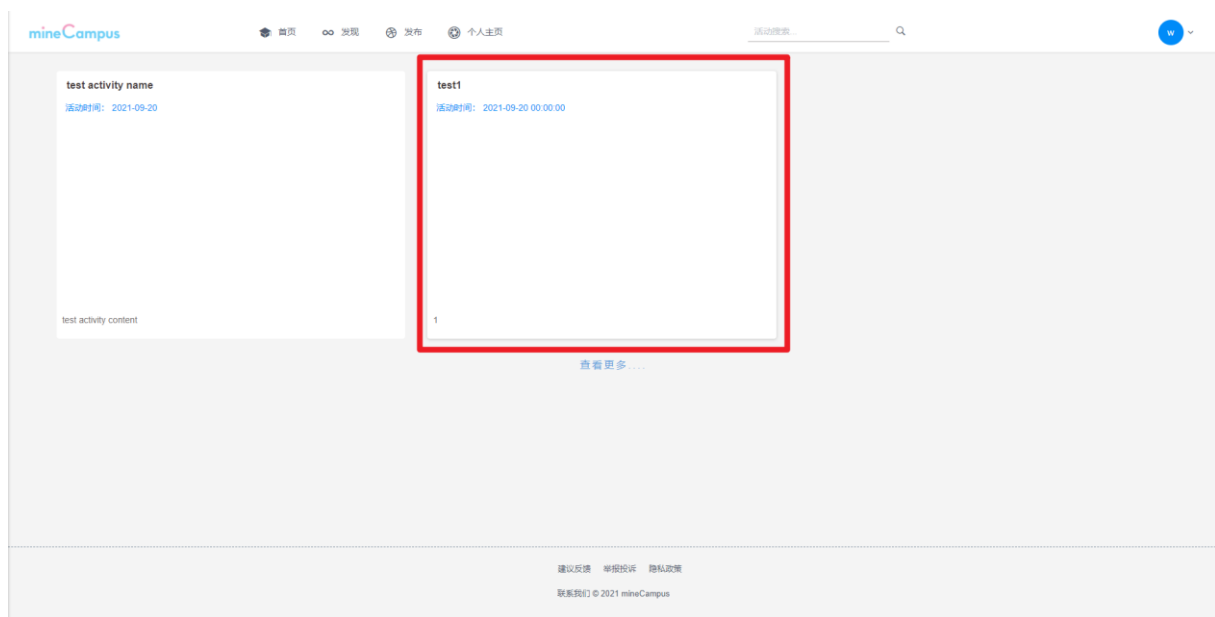 mineCampus 首页 发现 发布 个人主页 活动搜索... w
test activity name
活动时间： 2021-09-20
test activity content
test1
活动时间： 2021-09-20 00:00:00
1
查看更多....
建议反馈 举报投诉 隐私政策
联系我们 © 2021 mineCampus